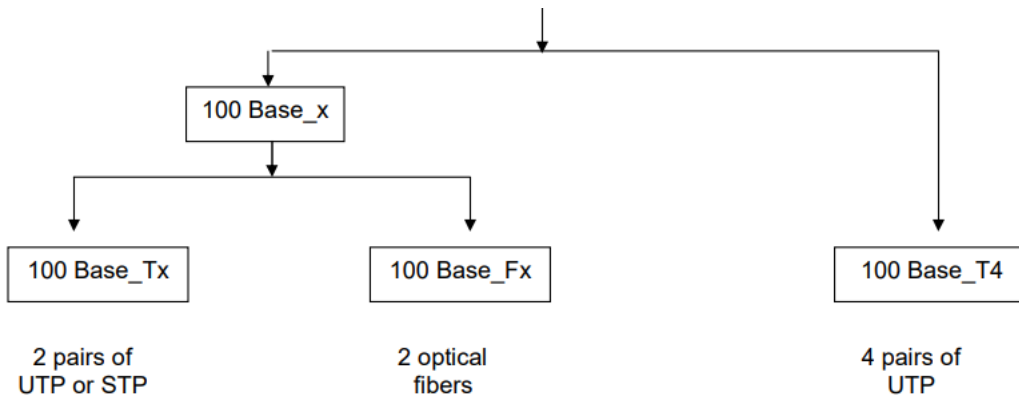 100 Base_x
100 Base_Tx
100 Base_Fx
100 Base_T4
2 pairs of
UTP or STP
2 optical
fibers
4 pairs of
UTP